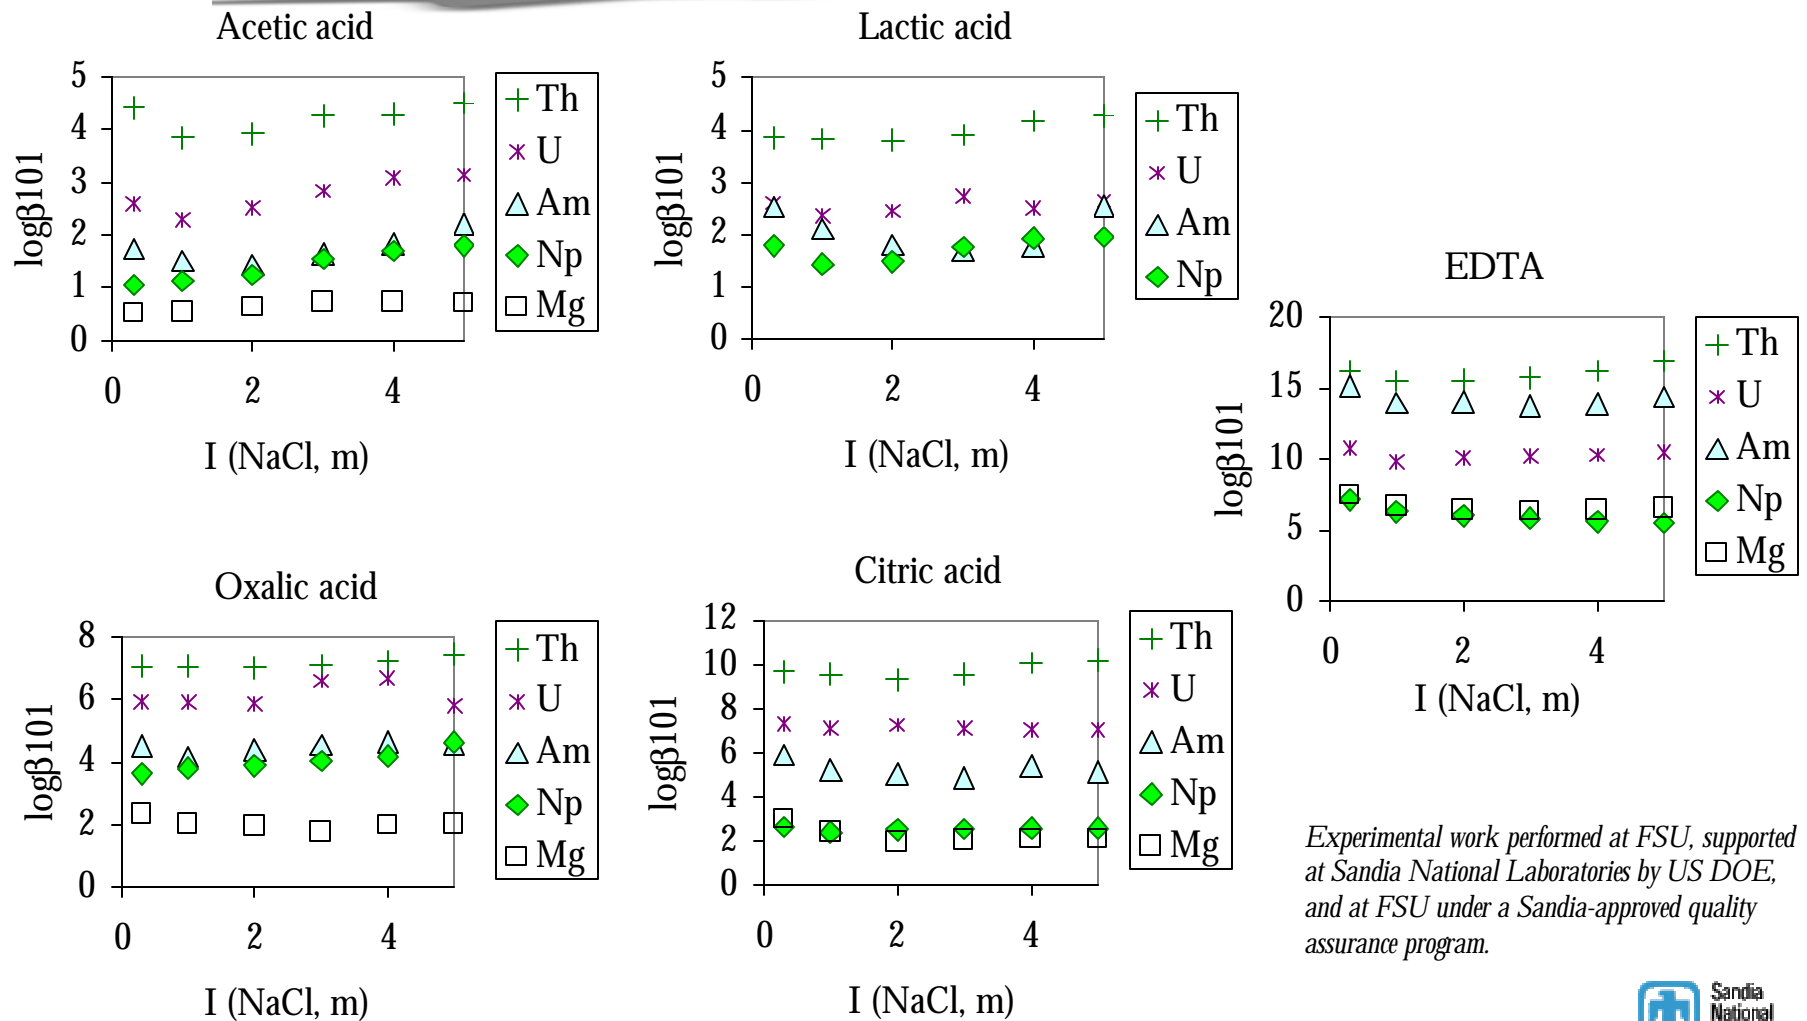 Acetic acid
5
4
3
2
1
0
0 2 4
logβ101
I (NaCl, m)
Th
U
Am
Np
Mg
Lactic acid
5
4
3
2
1
0
0 2 4
logβ101
I (NaCl, m)
Th
U
Am
Np
EDTA
20
15
10
5
0
0 2 4
logβ101
I (NaCl, m)
Th
U
Am
Np
Mg
Oxalic acid
8
6
4
2
0
0 2 4
logβ101
I (NaCl, m)
Th
U
Am
Np
Mg
Citric acid
12
10
8
6
4
2
0
0 2 4
logβ101
I (NaCl, m)
Th
U
Am
Np
Mg
Experimental work performed at FSU, supported
at Sandia National Laboratories by US DOE,
and at FSU under a Sandia-approved quality
assurance program.
Sandia
National